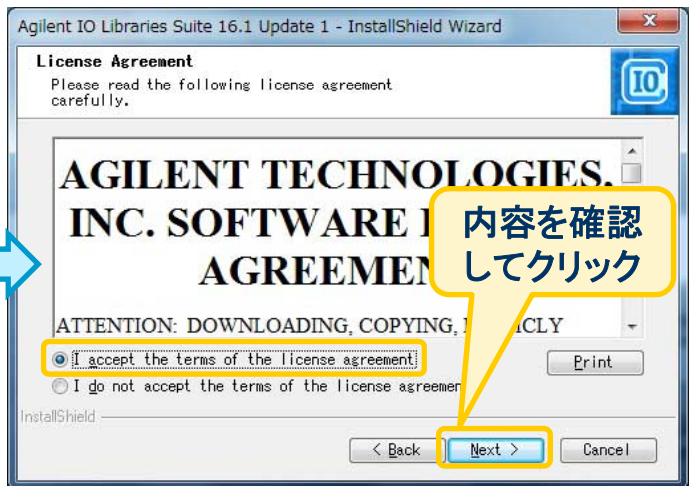 Agilent IO Libraries Suite 16.1 Update 1 - InstallShield Wizard
License Agreement
Please read the following license agreement
carefully.
IO
AGILENT TECHNOLOGIES,
INC. SOFTWARE
AGREEMEN
ATTENTION: DOWNLOADING, COPYING,
内容を確認
してクリック
I accept the terms of the license agreement
Print
I do not accept the terms of the license agreemen
InstallShield
< Back
Next >
Cancel